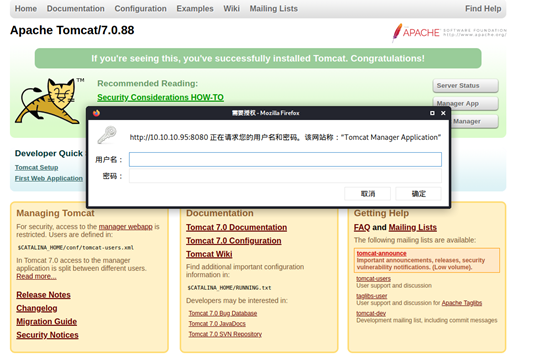 Home Documentation Configuration Examples Wiki Mailing Lists Find Help
Apache Tomcat/7.0.88
APACHE SOFTWARE FOUNDATION
http://www.apache.org/
If you're seeing this, you've successfully installed Tomcat. Congratulations!
TM
Recommended Reading:
Security Considerations HOW-TO
Server Status
Manager App
Manager
需要授权 - Mozilla Firefox
http://10.10.10.95:8080 正在请求您的用户名和密码。该网站称："Tomcat Manager Application"
用户名：
密码：
取消 确定
Developer Quick
Tomcat Setup
First Web Application
Managing Tomcat
For security, access to the manager webapp is
restricted. Users are defined in:
$CATALINA_HOME/conf/tomcat-users.xml
In Tomcat 7.0 access to the manager
application is split between different users.
Read more...
Release Notes
Changelog
Migration Guide
Security Notices
Documentation
Tomcat 7.0 Documentation
Tomcat 7.0 Configuration
Tomcat Wiki
Find additional important configuration
information in:
$CATALINA_HOME/RUNNING.txt
Developers may be interested in:
Tomcat 7.0 Bug Database
Tomcat 7.0 JavaDocs
Tomcat 7.0 SVN Repository
Getting Help
FAQ and Mailing Lists
The following mailing lists are available:
tomcat-announce
Important announcements, releases, security
vulnerability notifications. (Low volume).
tomcat-users
User support and discussion
taglibs-user
User support and discussion for Apache Taglibs
tomcat-dev
Development mailing list, including commit messages